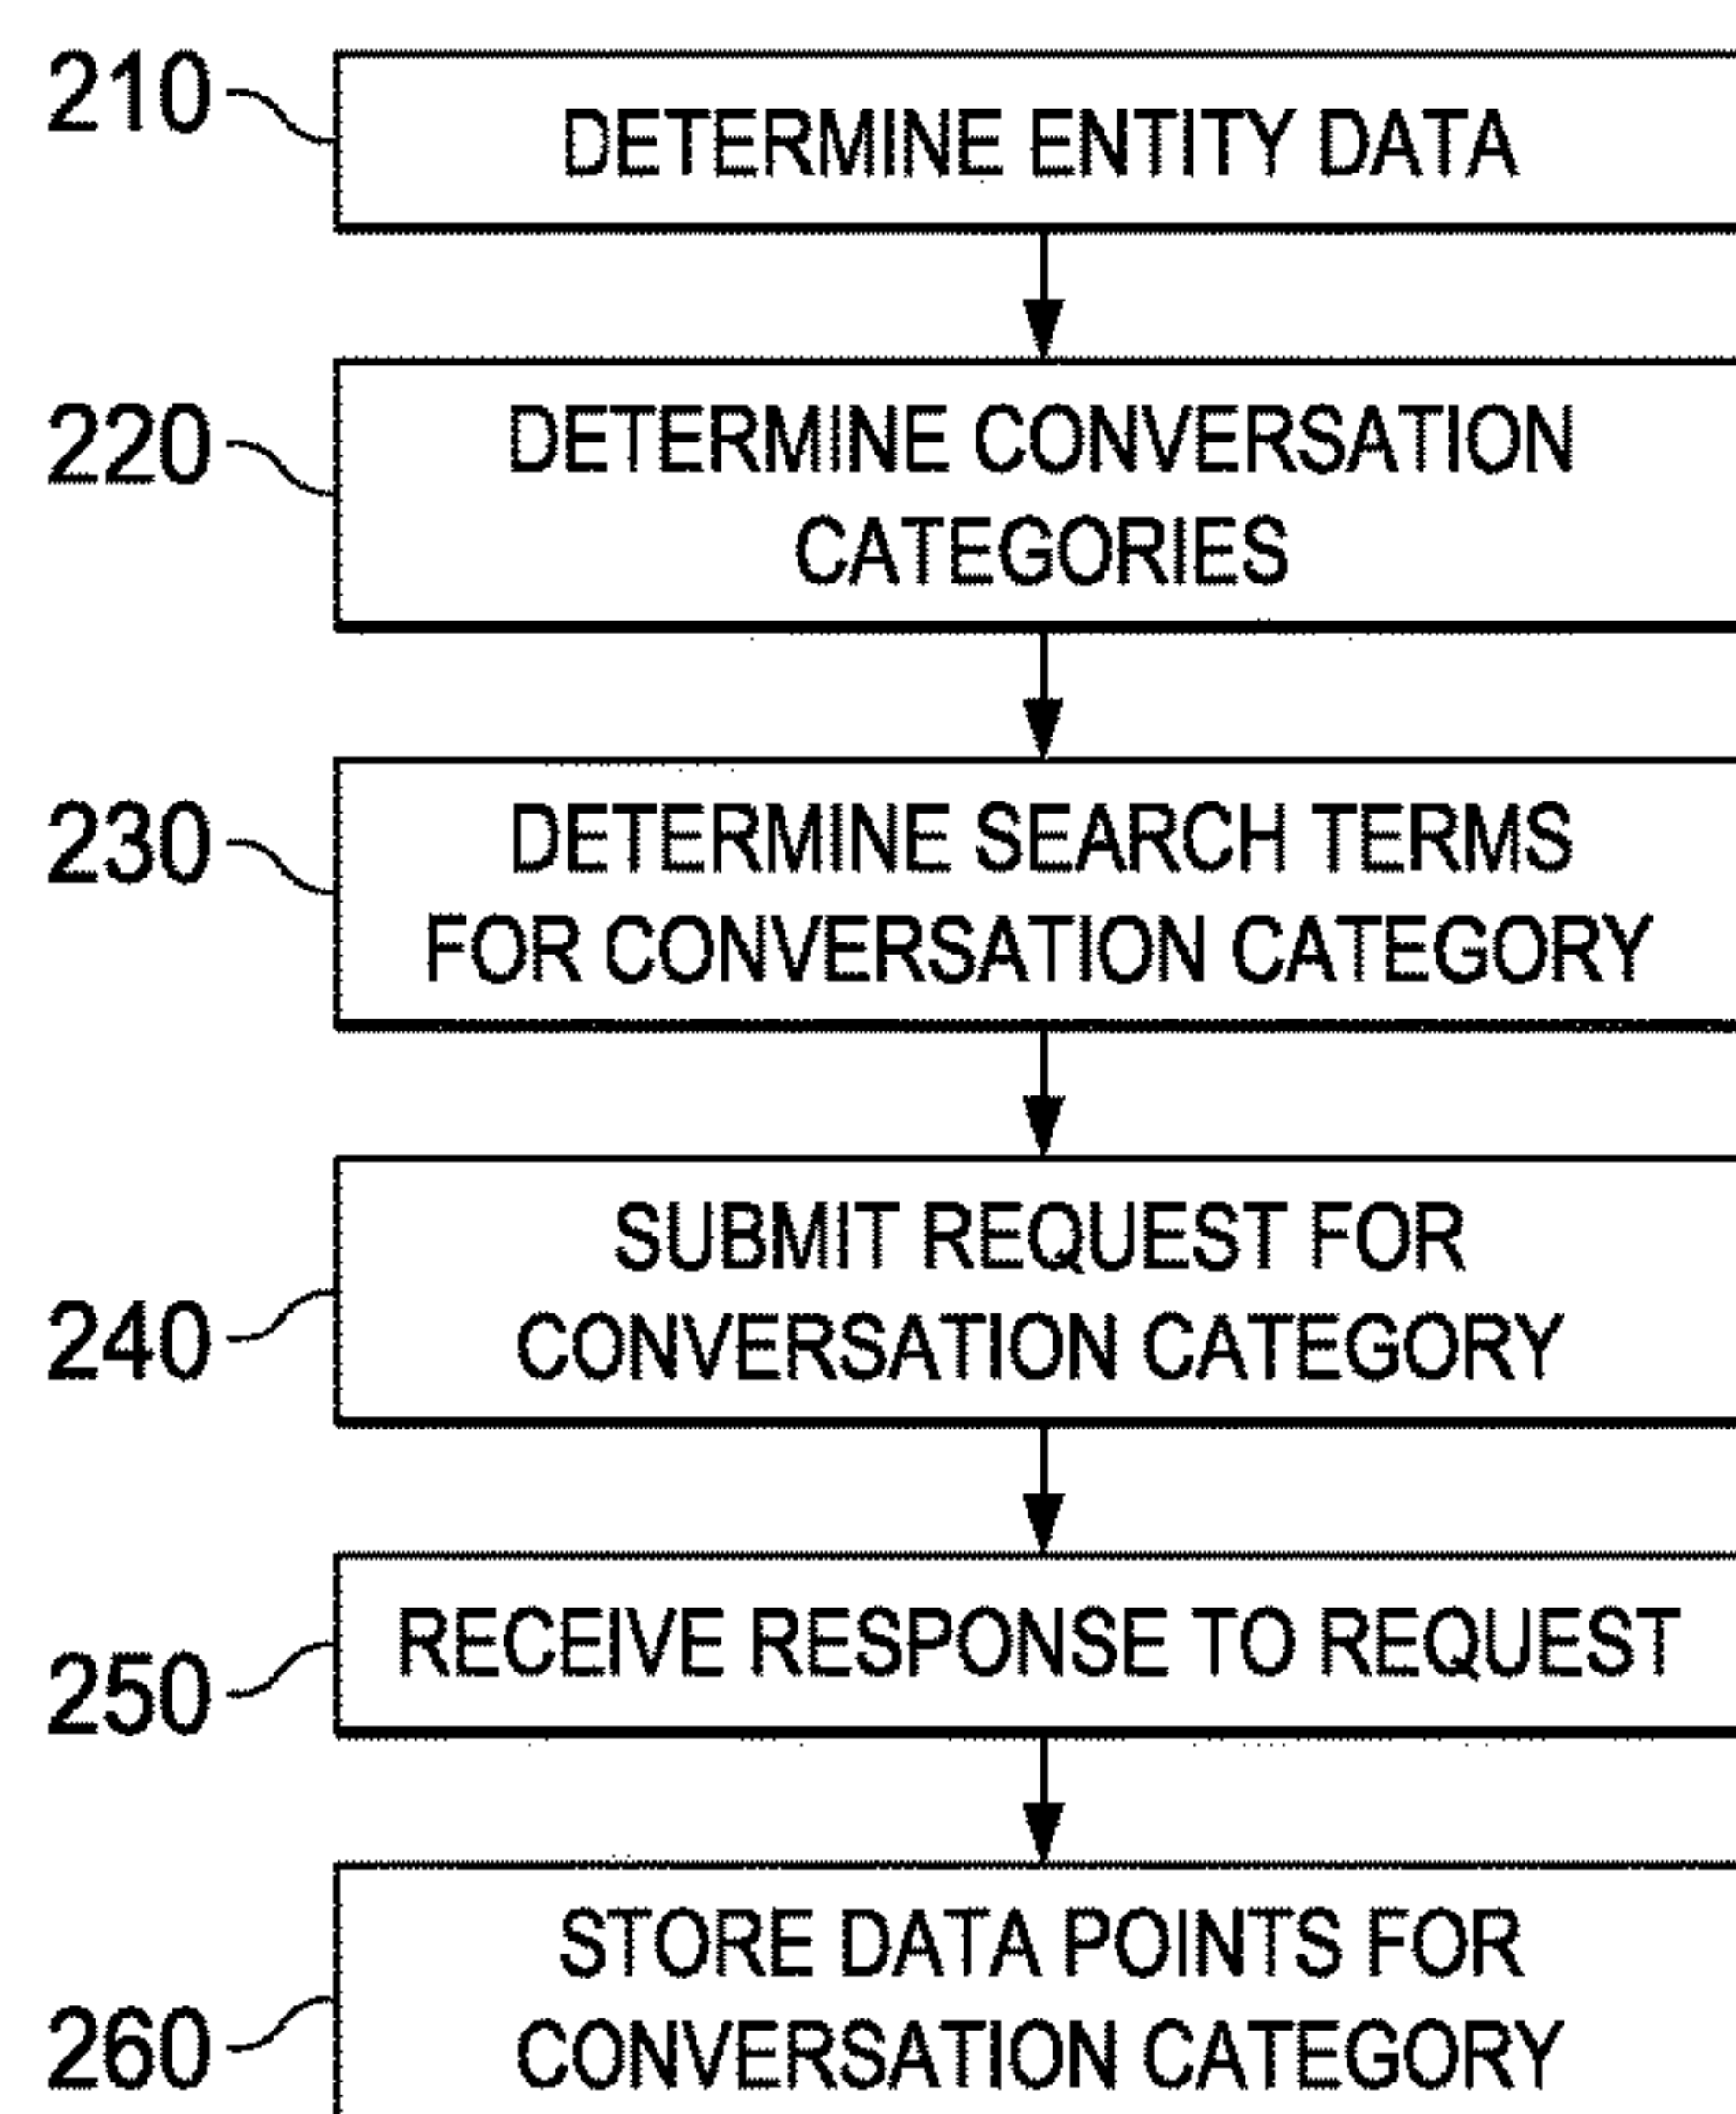 210
DETERMINE ENTITY DATA
220
DETERMINE CONVERSATION
CATEGORIES
230
DETERMINE SEARCH TERMS
FOR CONVERSATION CATEGORY
240
SUBMIT REQUEST FOR
CONVERSATION CATEGORY
250
RECEIVE RESPONSE TO REQUEST
260
STORE DATA POINTS FOR
CONVERSATION CATEGORY